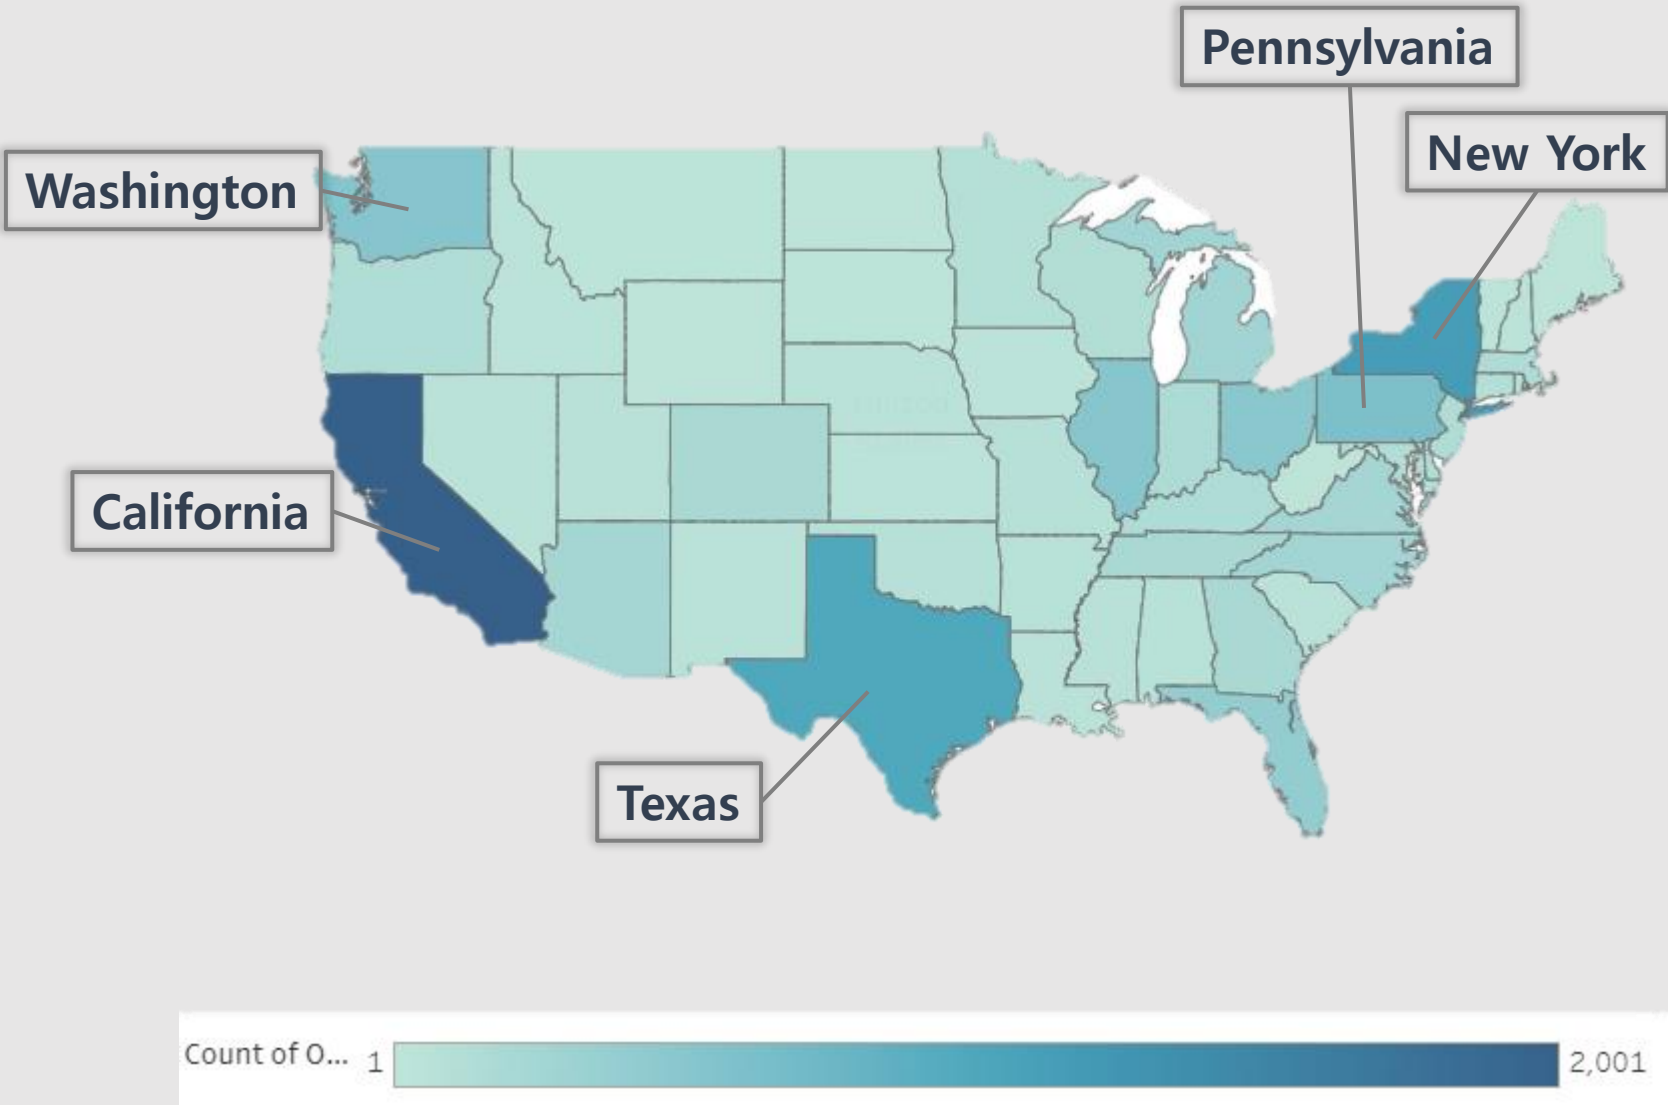 Pennsylvania
New York
Washington
California
Texas
Count of O... 1 2,001